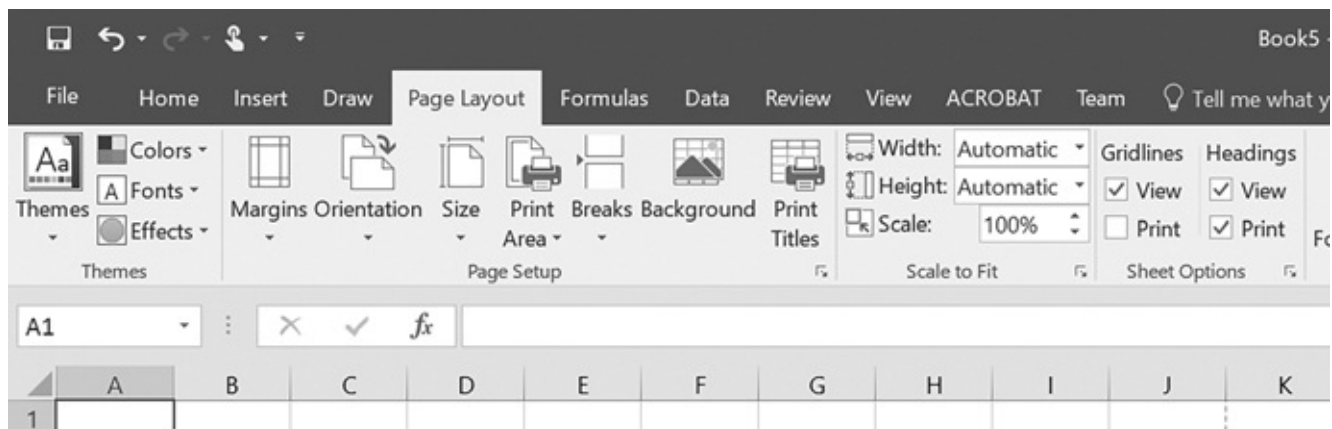 Book5 -
File Home Insert Draw Page Layout Formulas Data Review View ACROBAT Team Tell me what y
Aa Themes
Colors
A Fonts
Effects
Themes
Margins Orientation Size Print Area Breaks Background Print Titles
Page Setup
Width: Automatic
Height: Automatic
Scale: 100%
Scale to Fit
Gridlines Headings
View View
Print Print
Sheet Options
Fo
A1 fx
A B C D E F G H I J K
1